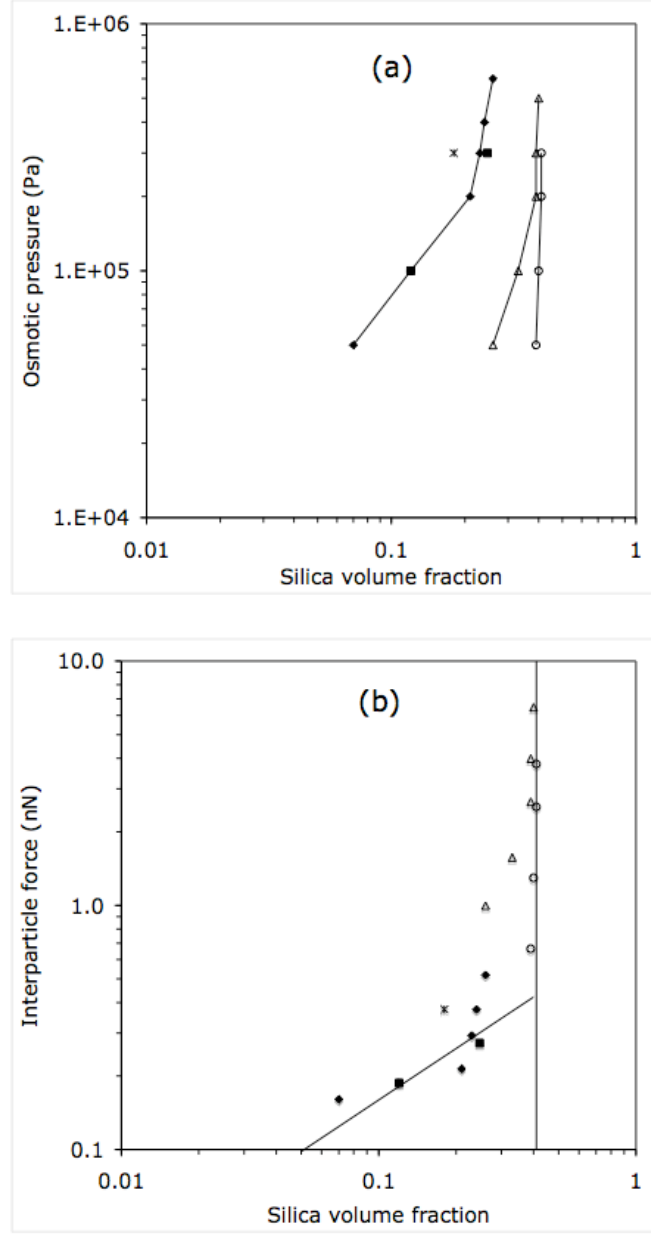 (a)
1.E+06
1.E+05
1.E+04
Osmotic pressure (Pa)
0.01
0.1
1
Silica volume fraction
(b)
10.0
1.0
0.1
Interparticle force (nN)
0.01
0.1
1
Silica volume fraction